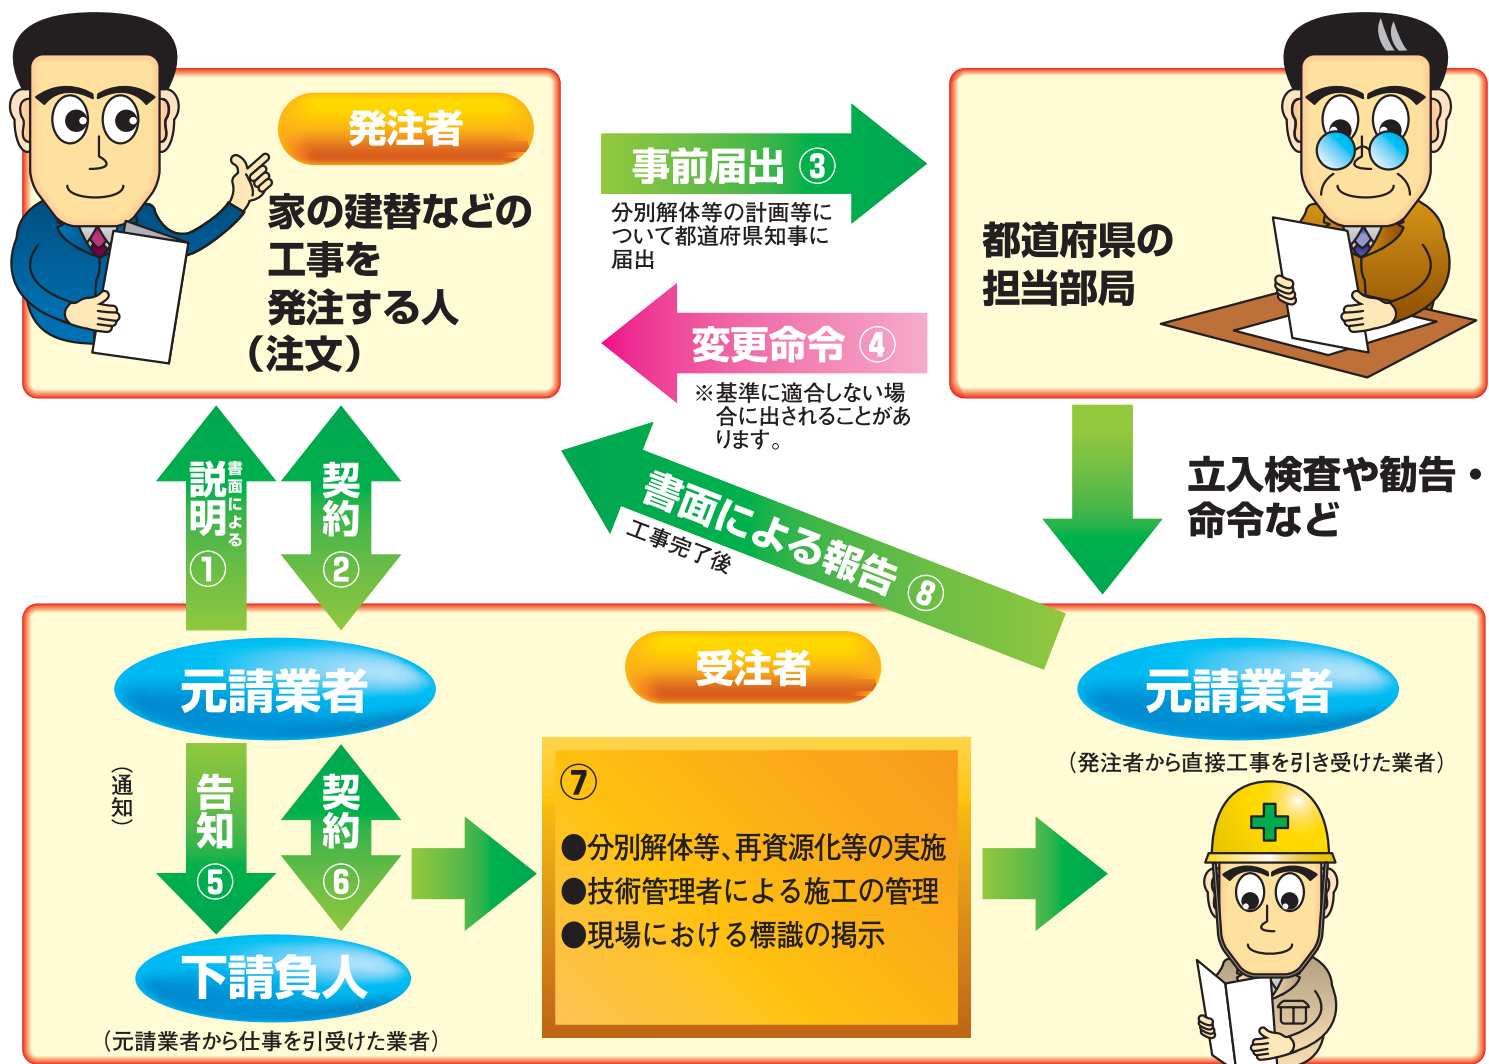 発注者
家の建替などの
工事を
発注する人
（注文）
事前届出 ③
分別解体等の計画等に
ついて都道府県知事に
届出
変更命令 ④
※基準に適合しない場
合に出されることがあ
ります。
都道府県の
担当部局
立入検査や勧告・
命令など
書面による
説明①
契約②
書面による報告 ⑧
工事完了後
受注者
元請業者
（通知）
告知⑤
契約⑥
下請負人
（元請業者から仕事を引受けた業者）
⑦
●分別解体等、再資源化等の実施
●技術管理者による施工の管理
●現場における標識の掲示
元請業者
（発注者から直接工事を引き受けた業者）